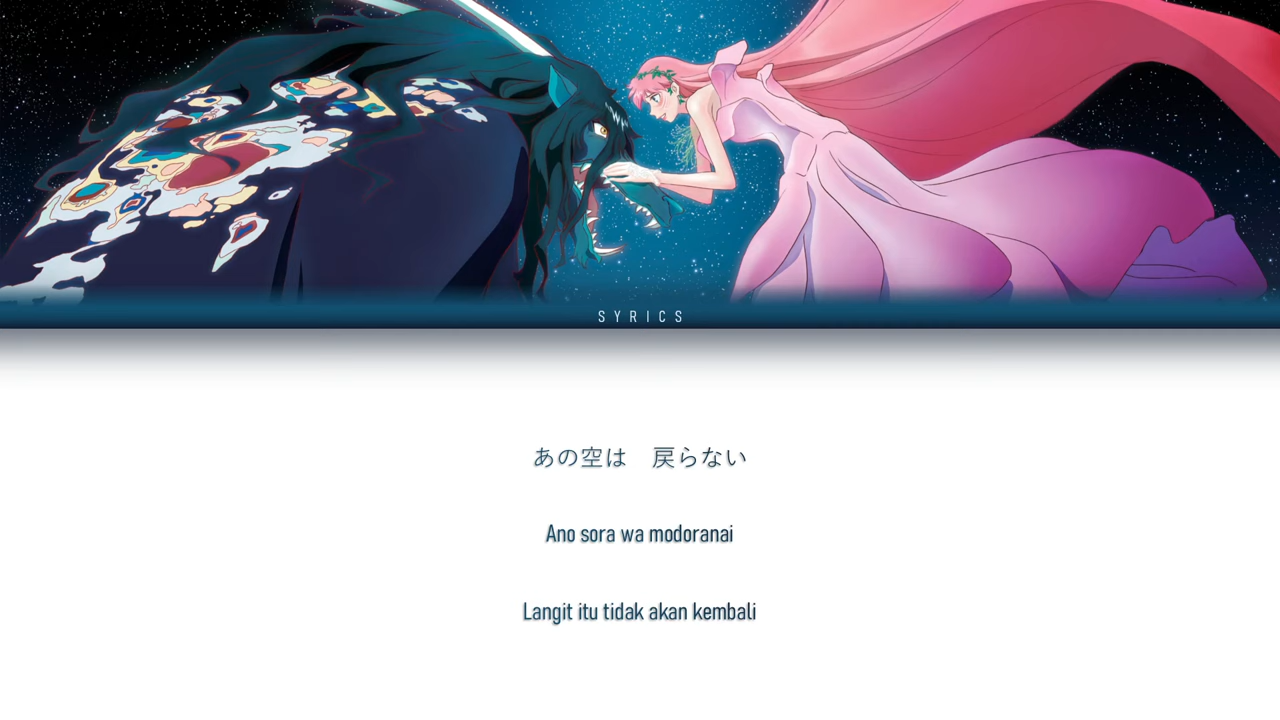 SYRICS
あの空は　戻らない
Ano sora wa modoranai
Langit itu tidak akan kembali